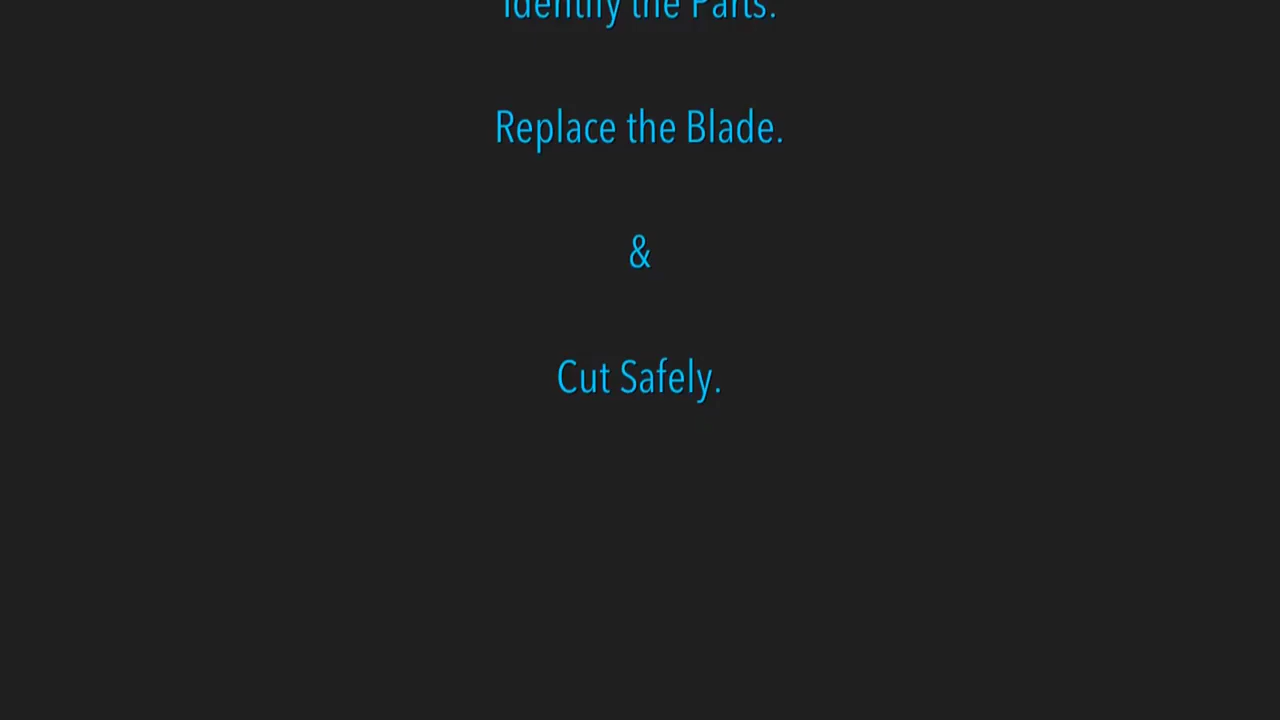 Identify the Parts.
Replace the Blade.
&
Cut Safely.